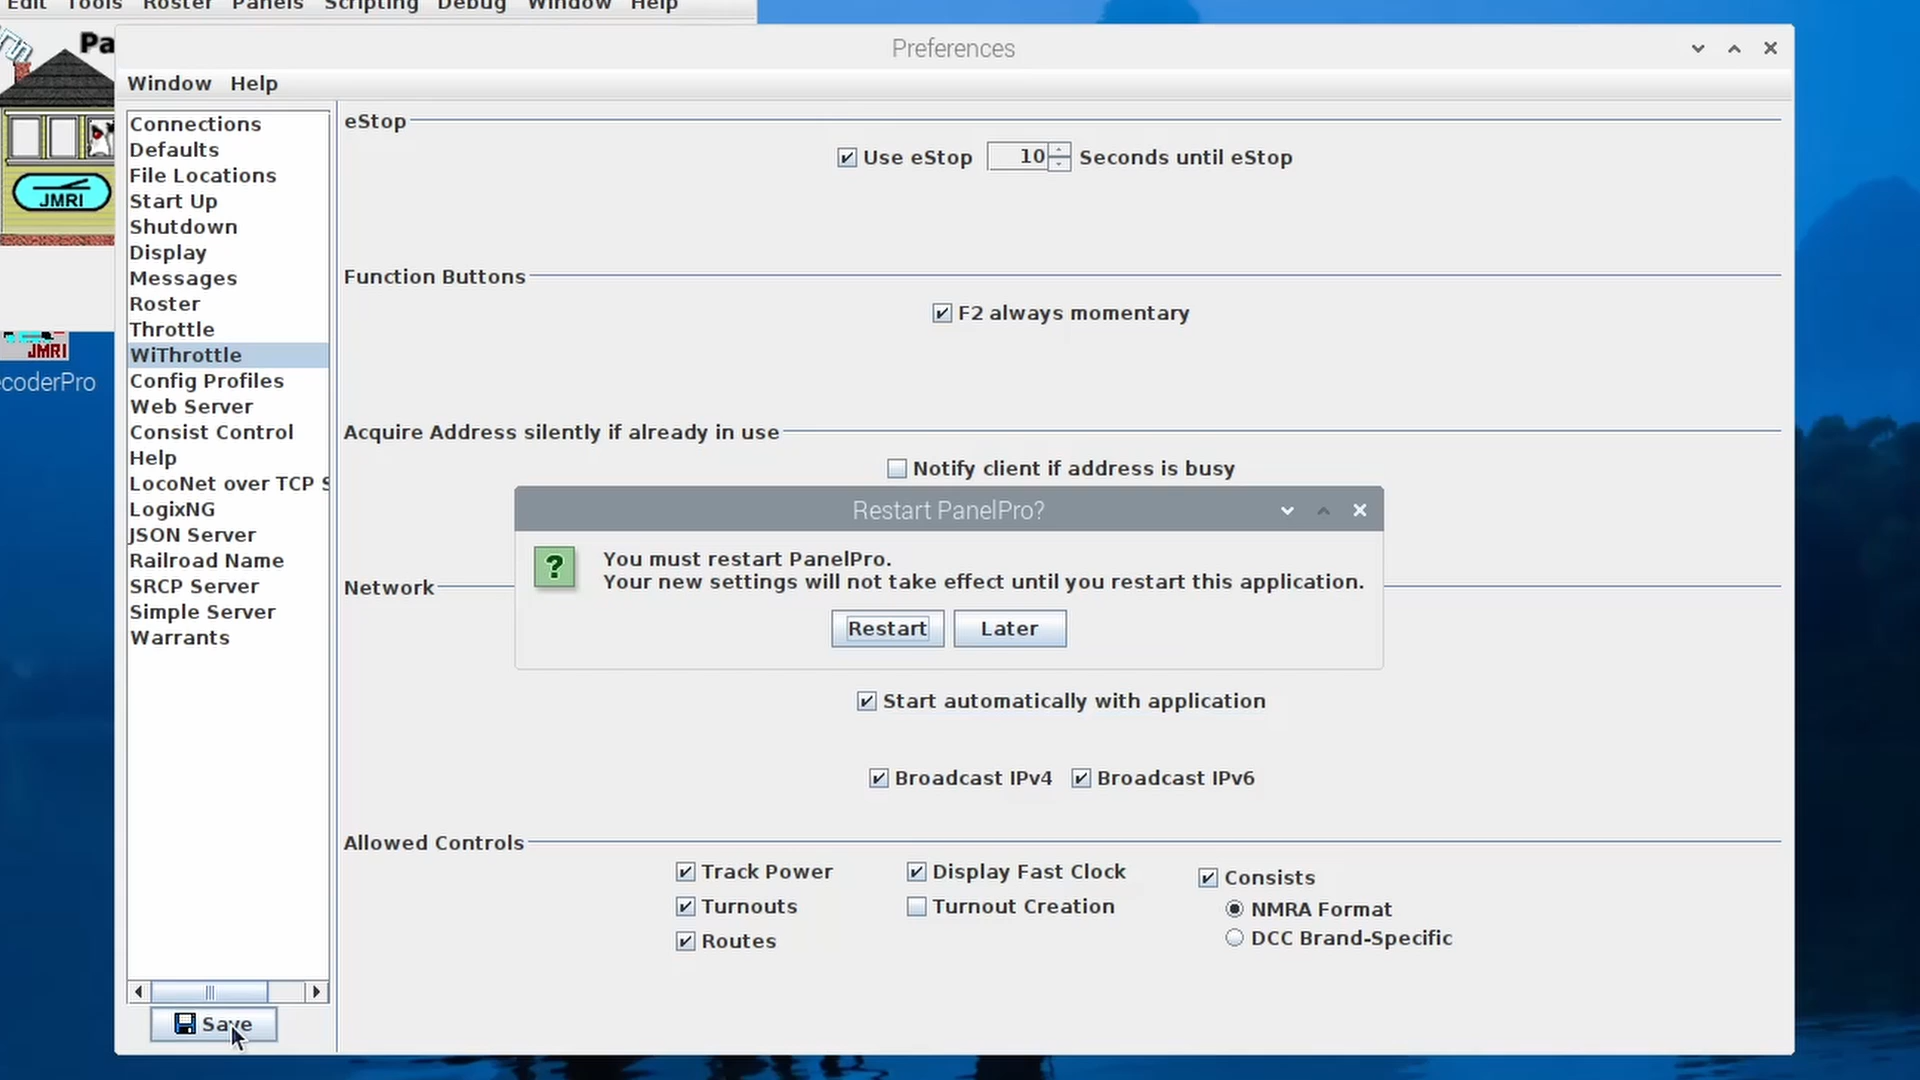 Edit Tools Roster Panels Scripting Debug Window Help
Pa
JMRI
JMRI
coderPro
Preferences
Window Help
Connections
Defaults
File Locations
Start Up
Shutdown
Display
Messages
Roster
Throttle
WiThrottle
Config Profiles
Web Server
Consist Control
Help
LocoNet over TCP S
LogixNG
JSON Server
Railroad Name
SRCP Server
Simple Server
Warrants
Save
eStop
Use eStop 10 Seconds until eStop
Function Buttons
F2 always momentary
Acquire Address silently if already in use
Notify client if address is busy
Network
Restart PanelPro?
?
You must restart PanelPro.
Your new settings will not take effect until you restart this application.
Restart Later
Start automatically with application
Broadcast IPv4 Broadcast IPv6
Allowed Controls
Track Power Display Fast Clock Consists
Turnouts Turnout Creation NMRA Format
Routes DCC Brand-Specific